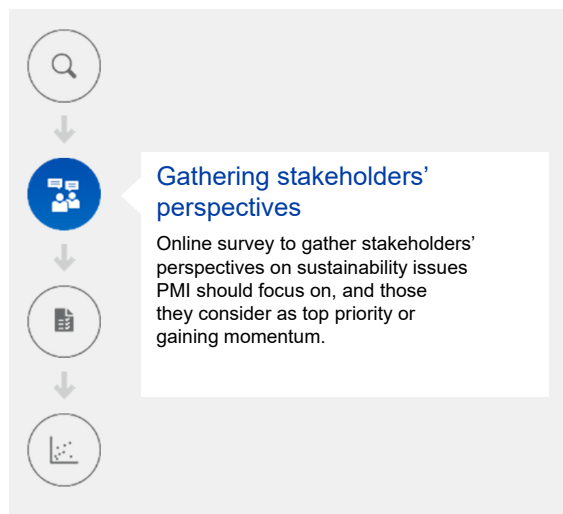 Gathering stakeholders’
perspectives
Online survey to gather stakeholders’
perspectives on sustainability issues
PMI should focus on, and those
they consider as top priority or
gaining momentum.